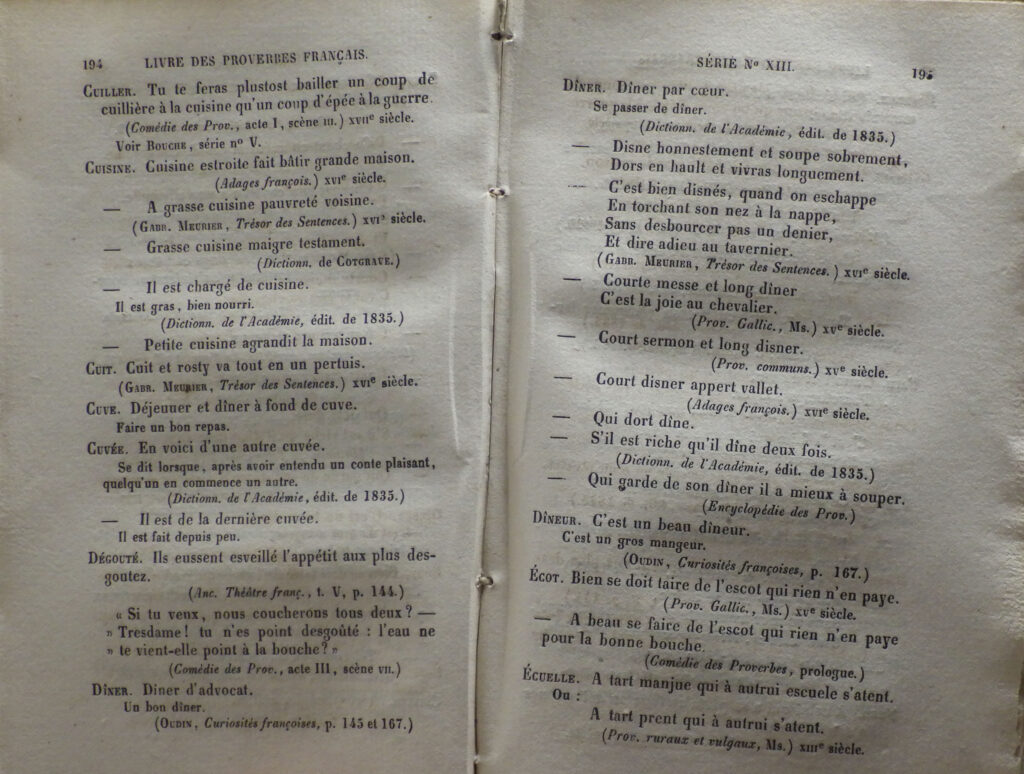 194 LIVRE DES PROVERBES FRANÇAIS.
CUILLER. Tu te feras plustost bailler un coup de
cuillière à la cuisine qu'un coup d'épée à la guerre.
(Comédie des Prov., acte I, scène III.) XVIIe siècle.
Voir BOUCHE, série no V.
CUISINE. Cuisine estroite fait bâtir grande maison.
(Adages françois.) XVIe siècle.
— A grasse cuisine pauvreté voisine.
(GABR. MEURIER, Trésor des Sentences.) XVIe siècle.
— Grasse cuisine maigre testament.
(Dictionn. de COTGRAVE.)
— Il est chargé de cuisine.
Il est gras, bien nourri.
(Dictionn. de l'Académie, édit. de 1835.)
— Petite cuisine agrandit la maison.
CUIT. Cuit et rosty va tout en un pertuis.
(GABR. MEURIER, Trésor des Sentences.) XVIe siècle.
CUVE. Déjeuner et dîner à fond de cuve.
Faire un bon repas.
CUVÉE. En voici d'une autre cuvée.
Se dit lorsque, après avoir entendu un conte plaisant,
quelqu'un en commence un autre.
(Dictionn. de l'Académie, édit. de 1835.)
— Il est de la dernière cuvée.
Il est fait depuis peu.
DÉGOUTÉ. Ils eussent esveillé l'appétit aux plus des-
goutez.
(Anc. Théâtre franç., t. V, p. 144.)
« Si tu veux, nous coucherons tous deux? —
» Tresdame! tu n'es point desgoûté : l'eau ne
» te vient-elle point à la bouche? »
(Comédie des Prov., acte III, scène VII.)
DÎNER. Diner d'advocat.
Un bon dîner.
(OUDIN, Curiosités françoises, p. 145 et 167.)
SÉRIE No XIII. 195
DÎNER. Dîner par cœur.
Se passer de dîner.
(Dictionn. de l'Académie, édit. de 1835.)
— Disne honnestement et soupe sobrement,
Dors en hault et vivras longuement.
— C'est bien disnés, quand on eschappe
En torchant son nez à la nappe,
Sans desbourcer pas un denier,
Et dire adieu au tavernier.
(GABR. MEURIER, Trésor des Sentences.) XVIe siècle.
— Courte messe et long dîner
C'est la joie au chevalier.
(Prov. Gallic., Ms.) XVe siècle.
— Court sermon et long disner.
(Prov. communs.) XVe siècle.
— Court disner appert vallet.
(Adages françois.) XVIe siècle.
— Qui dort dîne.
— S'il est riche qu'il dîne deux fois.
(Dictionn. de l'Académie, édit. de 1835.)
— Qui garde de son dîner il a mieux à souper.
(Encyclopédie des Prov.)
DÎNEUR. C'est un beau dîneur.
C'est un gros mangeur.
(OUDIN, Curiosités françoises, p. 167.)
ÉCOT. Bien se doit taire de l'escot qui rien n'en paye.
(Prov. Gallic., Ms.) XVe siècle.
— A beau se faire de l'escot qui rien n'en paye
pour la bonne bouche.
(Comédie des Proverbes, prologue.)
ÉCUELLE. A tart manjue qui à autrui escuele s'atent.
Ou :
A tart prent qui à autrui s'atent.
(Prov. ruraux et vulgaux, Ms.) XIIIe siècle.